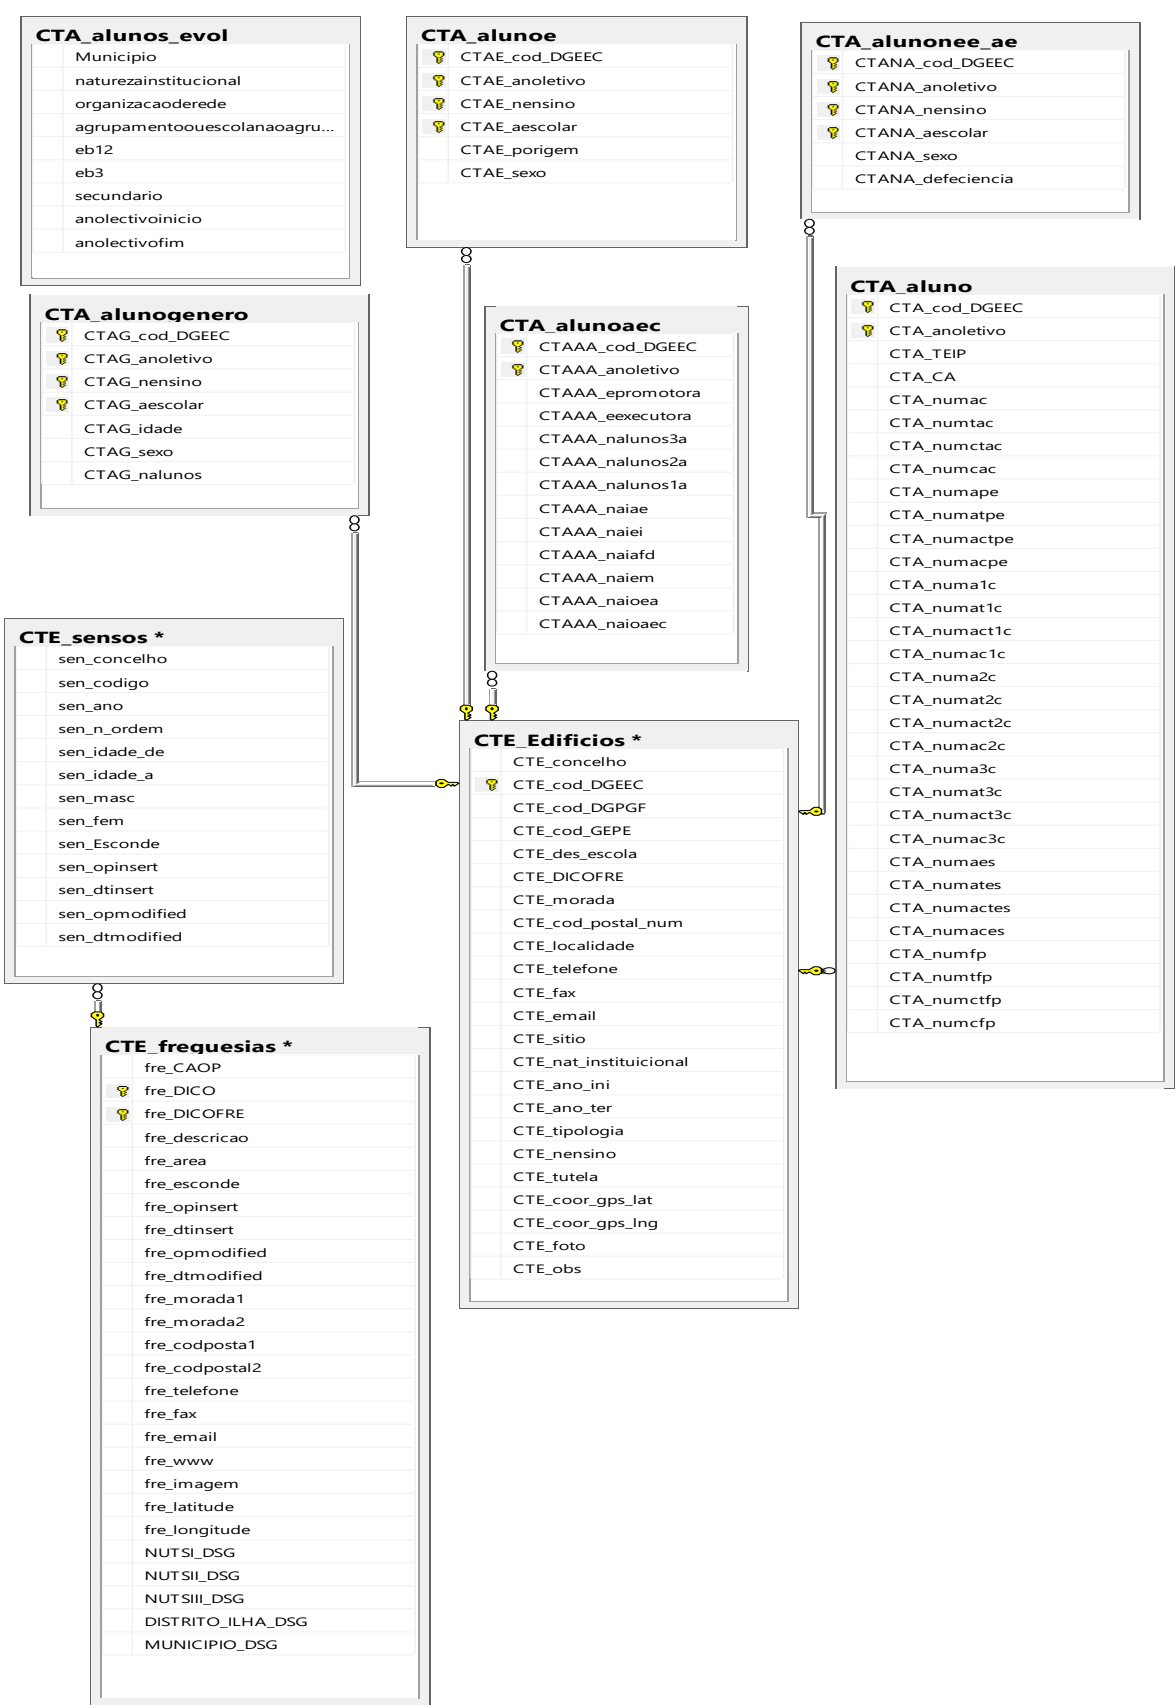 CTA_alunos_evol
Municipio
naturezainstitucional
organizacaoderede
agrupamentoouescolanaoagru...
eb12
eb3
secundario
anolectivoinicio
anolectivofim
CTA_alunoe
CTAE_cod_DGEEC
CTAE_anoletivo
CTAE_nensino
CTAE_aescolar
CTAE_porigem
CTAE_sexo
CTA_alunonee_ae
CTANA_cod_DGEEC
CTANA_anoletivo
CTANA_nensino
CTANA_aescolar
CTANA_sexo
CTANA_defeciencia
CTA_alunogenero
CTAG_cod_DGEEC
CTAG_anoletivo
CTAG_nensino
CTAG_aescolar
CTAG_idade
CTAG_sexo
CTAG_nalunos
CTA_alunoaec
CTAAA_cod_DGEEC
CTAAA_anoletivo
CTAAA_epromotora
CTAAA_eexecutora
CTAAA_nalunos3a
CTAAA_nalunos2a
CTAAA_nalunos1a
CTAAA_naiae
CTAAA_naiei
CTAAA_naiafd
CTAAA_naiem
CTAAA_naioea
CTAAA_naioaec
CTA_aluno
CTA_cod_DGEEC
CTA_anoletivo
CTA_TEIP
CTA_CA
CTA_numac
CTA_numtac
CTA_numctac
CTA_numcac
CTA_numape
CTA_numatpe
CTA_numactpe
CTA_numacpe
CTA_numa1c
CTA_numat1c
CTA_numact1c
CTA_numac1c
CTA_numa2c
CTA_numat2c
CTA_numact2c
CTA_numac2c
CTA_numa3c
CTA_numat3c
CTA_numact3c
CTA_numac3c
CTA_numaes
CTA_numates
CTA_numactes
CTA_numaces
CTA_numfp
CTA_numtfp
CTA_numctfp
CTA_numcfp
CTE_sensos *
sen_concelho
sen_codigo
sen_ano
sen_n_ordem
sen_idade_de
sen_idade_a
sen_masc
sen_fem
sen_Esconde
sen_opinsert
sen_dtinsert
sen_opmodified
sen_dtmodified
CTE_Edificios *
CTE_concelho
CTE_cod_DGEEC
CTE_cod_DGPGF
CTE_cod_GEPE
CTE_des_escola
CTE_DICOFRE
CTE_morada
CTE_cod_postal_num
CTE_localidade
CTE_telefone
CTE_fax
CTE_email
CTE_sitio
CTE_nat_instituicional
CTE_ano_ini
CTE_ano_ter
CTE_tipologia
CTE_nensino
CTE_tutela
CTE_coor_gps_lat
CTE_coor_gps_lng
CTE_foto
CTE_obs
CTE_freguesias *
fre_CAOP
fre_DICO
fre_DICOFRE
fre_descricao
fre_area
fre_esconde
fre_opinsert
fre_dtinsert
fre_opmodified
fre_dtmodified
fre_morada1
fre_morada2
fre_codposta1
fre_codpostal2
fre_telefone
fre_fax
fre_email
fre_www
fre_imagem
fre_latitude
fre_longitude
NUTSI_DSG
NUTSII_DSG
NUTSIII_DSG
DISTRITO_ILHA_DSG
MUNICIPIO_DSG